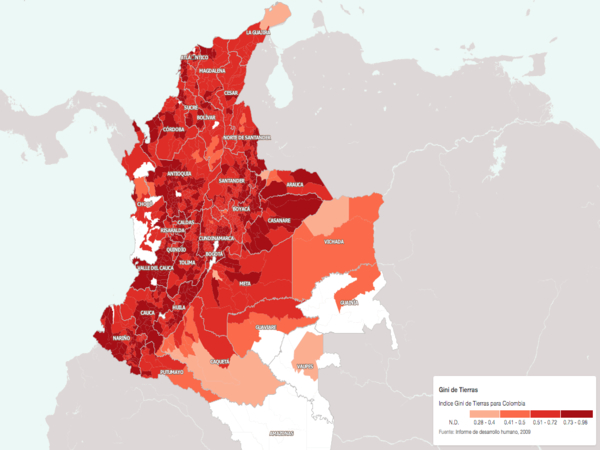 LA GUAJIRA
MAGDALENA
CESAR
SUCRE
BOLÍVAR
CÓRDOBA
NORTE DE SANTANDER
ANTIOQUIA
SANTANDER
ARAUCA
CHOCÓ
BOYACÁ
CASANARE
CALDAS
RISARALDA
CUNDINAMARCA
VICHADA
QUINDÍO
BOGOTÁ
TOLIMA
VALLE DEL CAUCA
META
GUAINÍA
CAUCA
HUILA
GUAVIARE
NARIÑO
CAQUETÁ
VAUPÉS
PUTUMAYO
AMAZONAS
Gini de Tierras
Indice Gini de Tierras para Colombia
N.D. 0.28 - 0.4 0.41 - 0.5 0.51 - 0.72 0.73 - 0.98
Fuente: Informe de desarrollo humano, 2009